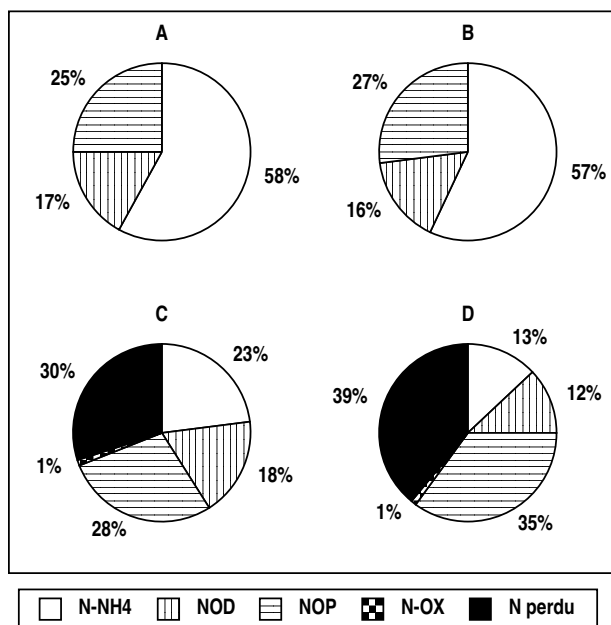 A B
25% 27%
58% 57%
17% 16%
C D
30% 23% 13%
39% 12%
1% 18% 1%
28% 35%
N-NH4 NOD NOP N-OX N perdu